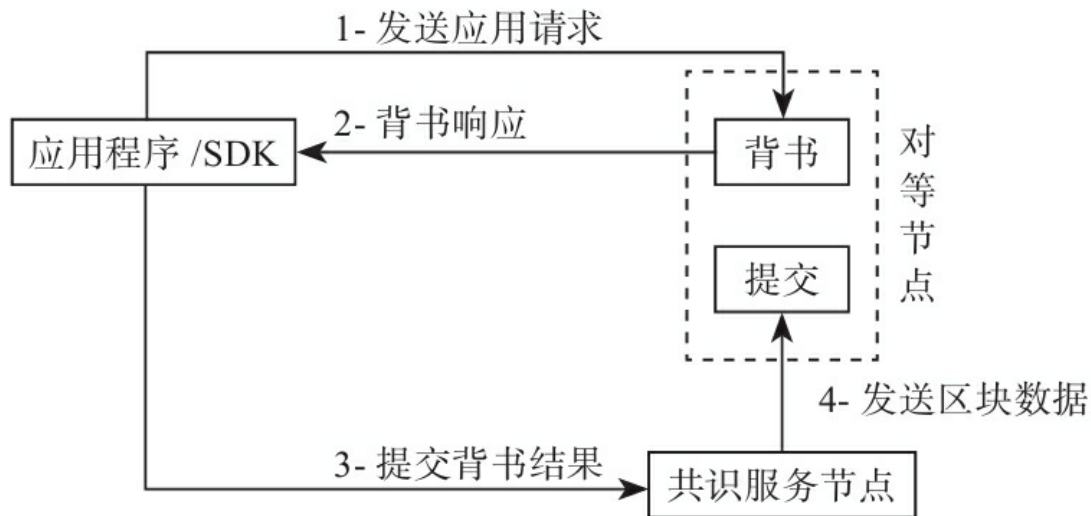 1- 发送应用请求
2- 背书响应
应用程序 /SDK
背书
对等节点
提交
4- 发送区块数据
3- 提交背书结果
共识服务节点